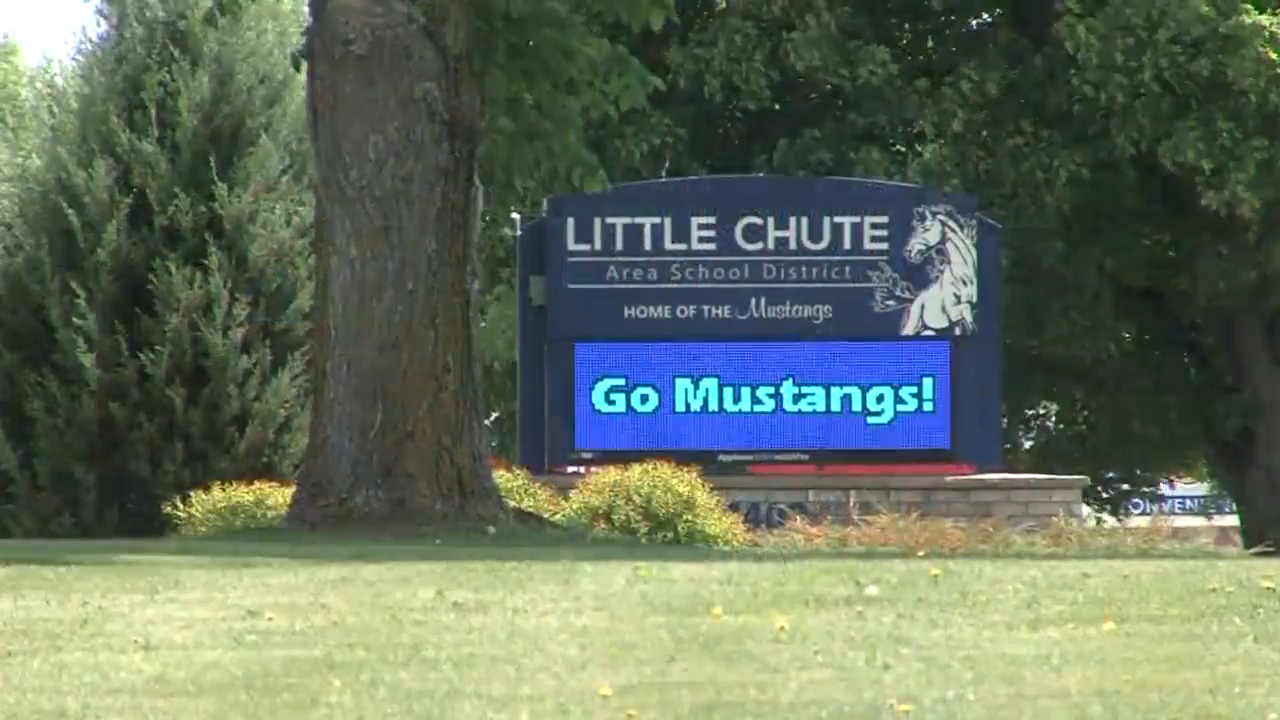 LITTLE CHUTE
Area School District
HOME OF THE Mustangs
Go Mustangs!